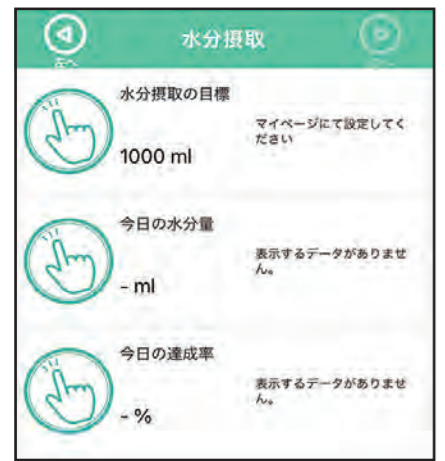 水分摂取
左へ
水分摂取の目標
1000 ml
マイページにて設定してく
ださい
今日の水分量
- ml
表示するデータがありませ
ん。
今日の達成率
- %
表示するデータがありませ
ん。